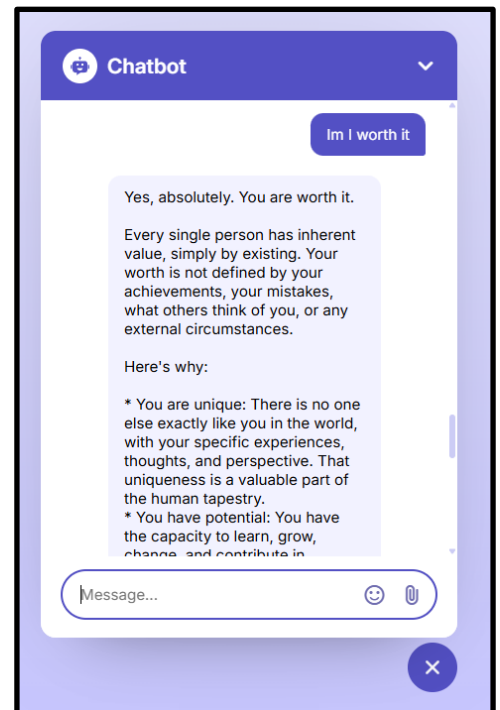 Chatbot
Im I worth it
Yes, absolutely. You are worth it.
Every single person has inherent
value, simply by existing. Your
worth is not defined by your
achievements, your mistakes,
what others think of you, or any
external circumstances.
Here's why:
* You are unique: There is no one
else exactly like you in the world,
with your specific experiences,
thoughts, and perspective. That
uniqueness is a valuable part of
the human tapestry.
* You have potential: You have
the capacity to learn, grow,
change, and contribute in
Message...